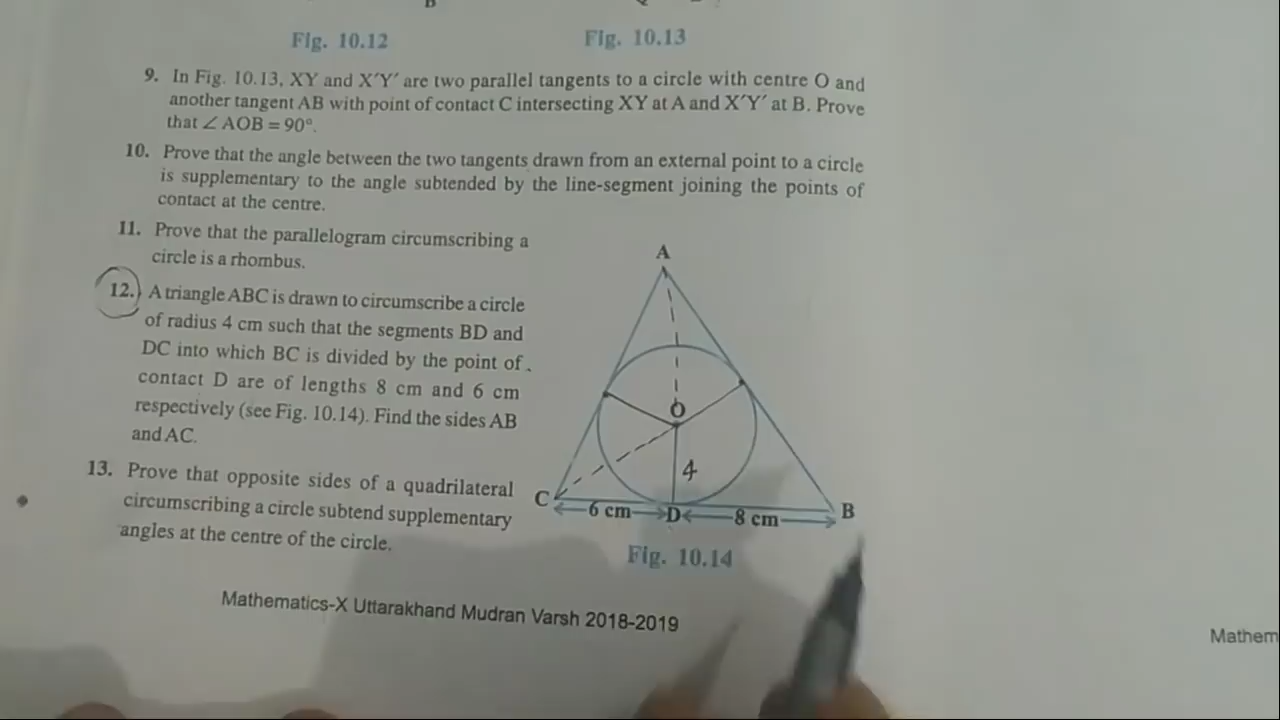 Fig. 10.12
Fig. 10.13
9. In Fig. 10.13, XY and X′Y′ are two parallel tangents to a circle with centre O and
another tangent AB with point of contact C intersecting XY at A and X′Y′ at B. Prove
that ∠ AOB = 90°.
10. Prove that the angle between the two tangents drawn from an external point to a circle
is supplementary to the angle subtended by the line-segment joining the points of
contact at the centre.
11. Prove that the parallelogram circumscribing a
circle is a rhombus.
12. A triangle ABC is drawn to circumscribe a circle
of radius 4 cm such that the segments BD and
DC into which BC is divided by the point of
contact D are of lengths 8 cm and 6 cm
respectively (see Fig. 10.14). Find the sides AB
and AC.
13. Prove that opposite sides of a quadrilateral
circumscribing a circle subtend supplementary
angles at the centre of the circle.
A
O
4
C
B
6 cm D 8 cm
Fig. 10.14
Mathematics-X Uttarakhand Mudran Varsh 2018-2019
Mathem